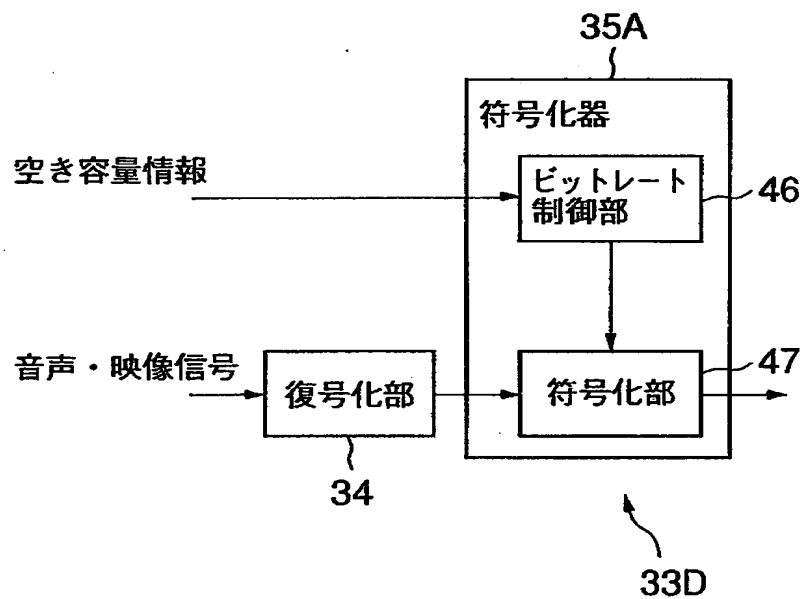 35A
符号化器
空き容量情報
ビットレート
制御部
46
音声・映像信号
復号化部
符号化部
47
34
33D